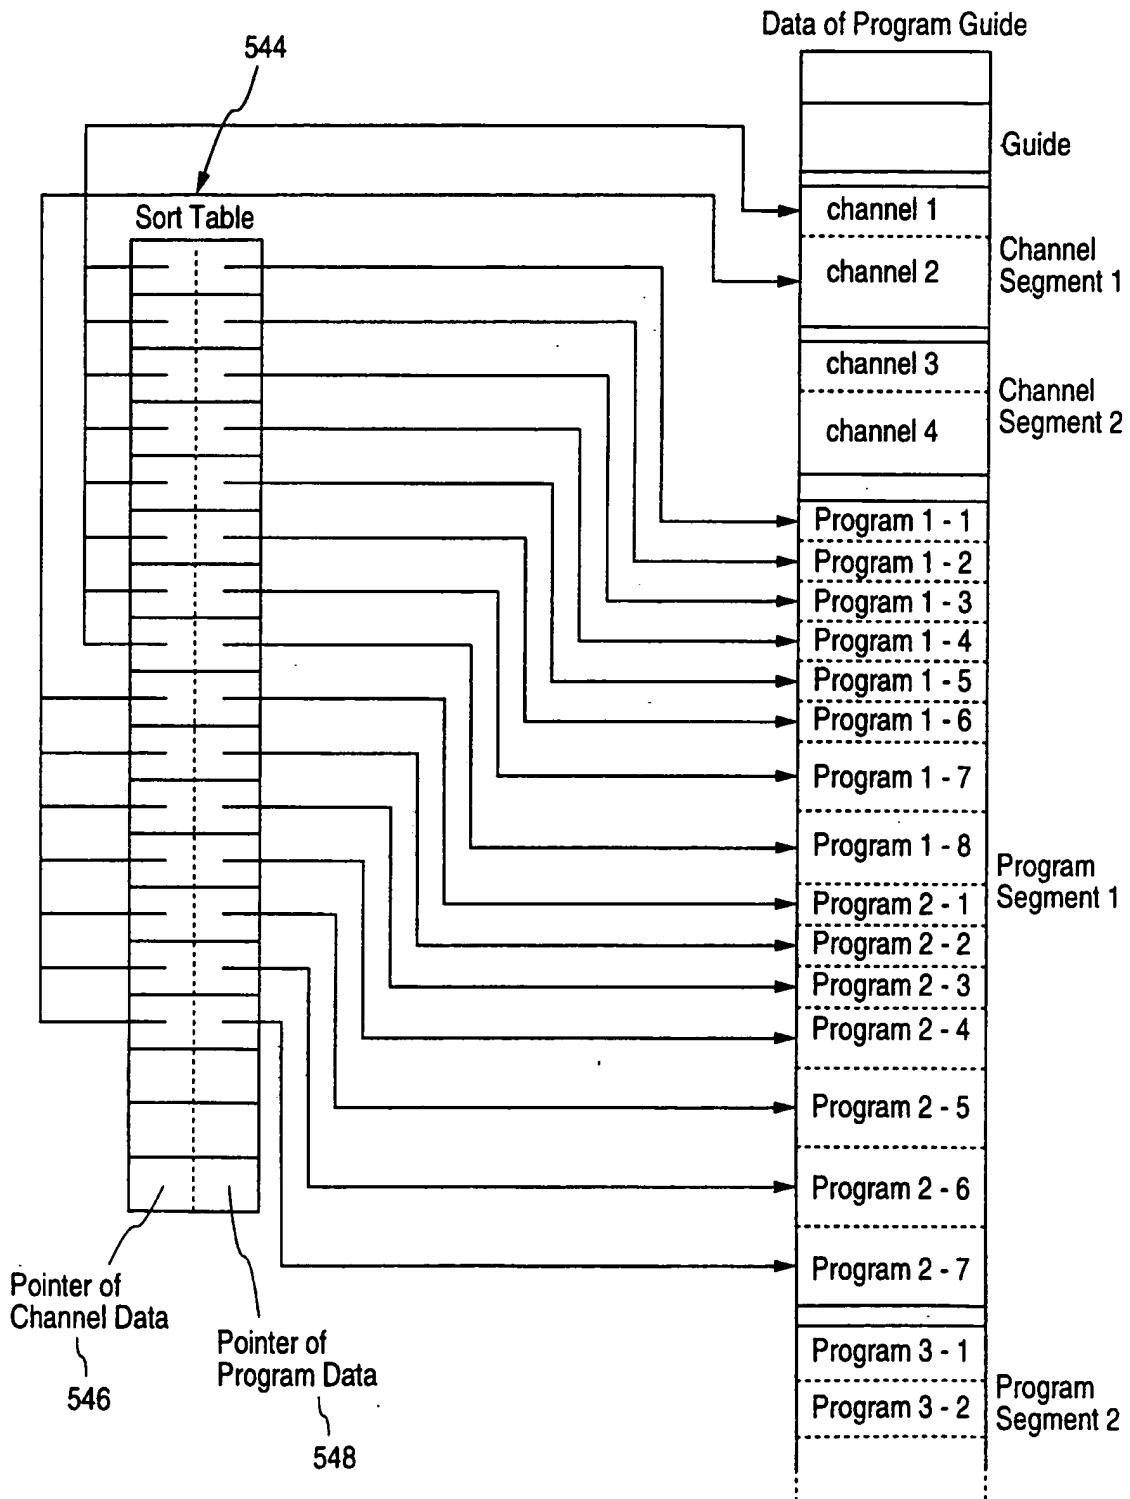 Data of Program Guide
544
Guide
Sort Table
channel 1
channel 2
Channel
Segment 1
channel 3
channel 4
Channel
Segment 2
Program 1 - 1
Program 1 - 2
Program 1 - 3
Program 1 - 4
Program 1 - 5
Program 1 - 6
Program 1 - 7
Program 1 - 8
Program 2 - 1
Program 2 - 2
Program 2 - 3
Program 2 - 4
Program 2 - 5
Program 2 - 6
Program 2 - 7
Program
Segment 1
Program 3 - 1
Program 3 - 2
Program
Segment 2
Pointer of
Channel Data
546
Pointer of
Program Data
548